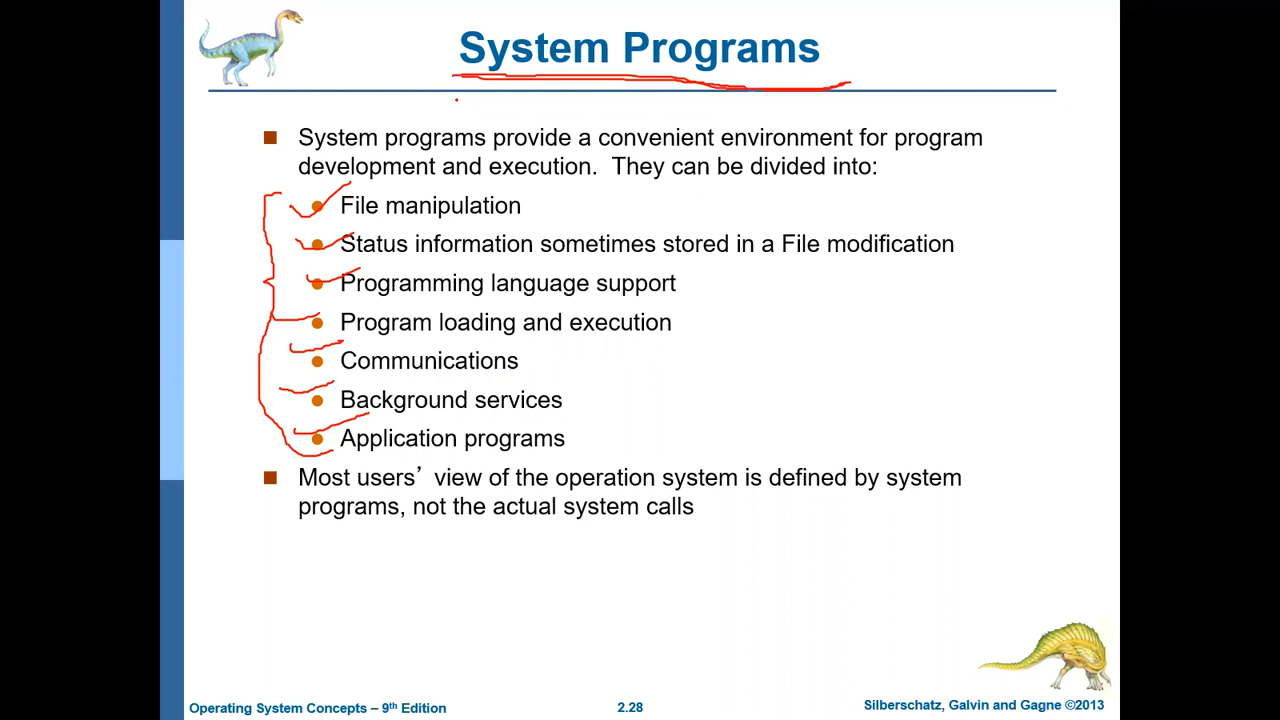 System Programs
System programs provide a convenient environment for program
development and execution.  They can be divided into:
File manipulation
Status information sometimes stored in a File modification
Programming language support
Program loading and execution
Communications
Background services
Application programs
Most users’ view of the operation system is defined by system
programs, not the actual system calls
Operating System Concepts – 9th Edition
2.28
Silberschatz, Galvin and Gagne ©2013